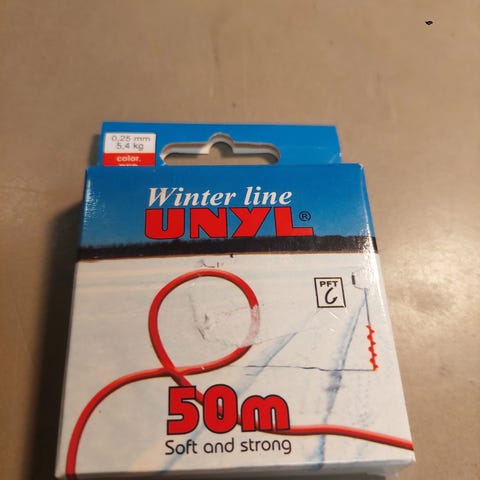 0,25 mm
5,4 kg
color.
Winter line
UNYL®
PFT
50m
Soft and strong